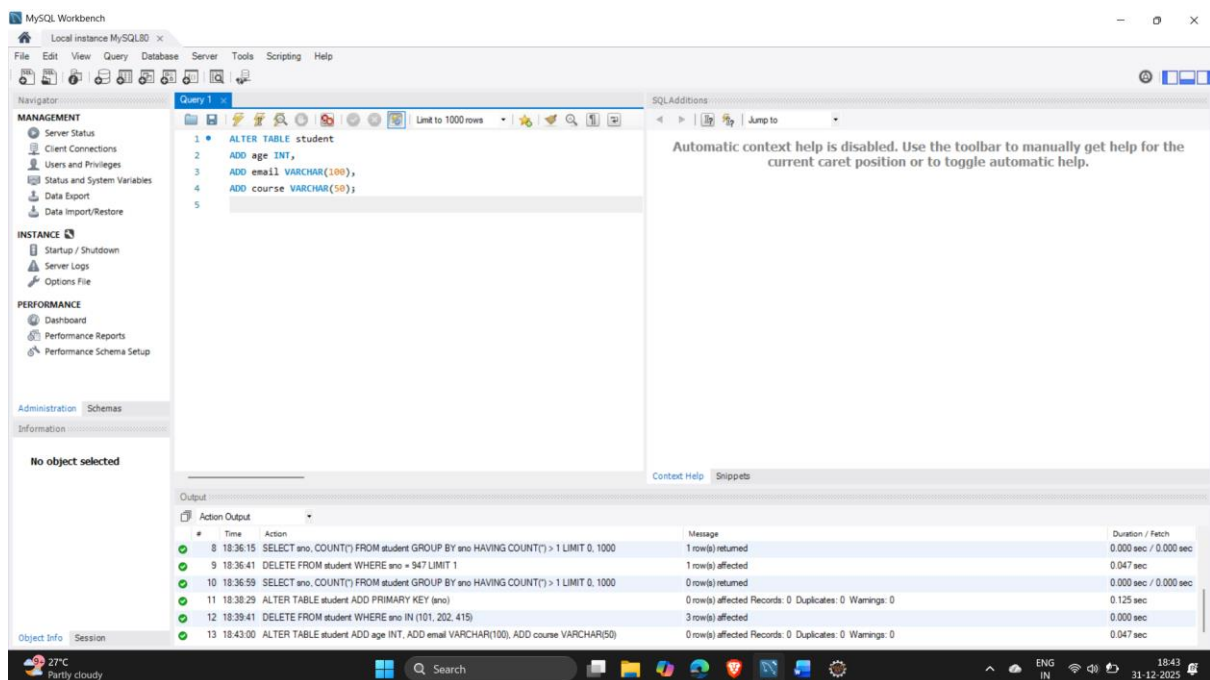 MySQL Workbench
Local instance MySQL80 ×
File Edit View Query Database Server Tools Scripting Help
Navigator
Query 1 ×
SQLAdditions
MANAGEMENT
Server Status
Client Connections
Users and Privileges
Status and System Variables
Data Export
Data Import/Restore
INSTANCE
Startup / Shutdown
Server Logs
Options File
PERFORMANCE
Dashboard
Performance Reports
Performance Schema Setup
Administration Schemas
Information
No object selected
Object Info Session
Limit to 1000 rows
1 ALTER TABLE student
2 ADD age INT,
3 ADD email VARCHAR(100),
4 ADD course VARCHAR(50);
5
Jump to
Automatic context help is disabled. Use the toolbar to manually get help for the
current caret position or to toggle automatic help.
Context Help Snippets
Output
Action Output
# Time Action Message Duration / Fetch
8 18:36:15 SELECT sno, COUNT(*) FROM student GROUP BY sno HAVING COUNT(*) > 1 LIMIT 0, 1000 1 row(s) returned 0.000 sec / 0.000 sec
9 18:36:41 DELETE FROM student WHERE sno = 947 LIMIT 1 1 row(s) affected 0.047 sec
10 18:36:59 SELECT sno, COUNT(*) FROM student GROUP BY sno HAVING COUNT(*) > 1 LIMIT 0, 1000 0 row(s) returned 0.000 sec / 0.000 sec
11 18:38:29 ALTER TABLE student ADD PRIMARY KEY (sno) 0 row(s) affected Records: 0 Duplicates: 0 Warnings: 0 0.125 sec
12 18:39:41 DELETE FROM student WHERE sno IN (101, 202, 415) 3 row(s) affected 0.000 sec
13 18:43:00 ALTER TABLE student ADD age INT, ADD email VARCHAR(100), ADD course VARCHAR(50) 0 row(s) affected Records: 0 Duplicates: 0 Warnings: 0 0.047 sec
27°C
Partly cloudy
Search
ENG
IN
18:43
31-12-2025